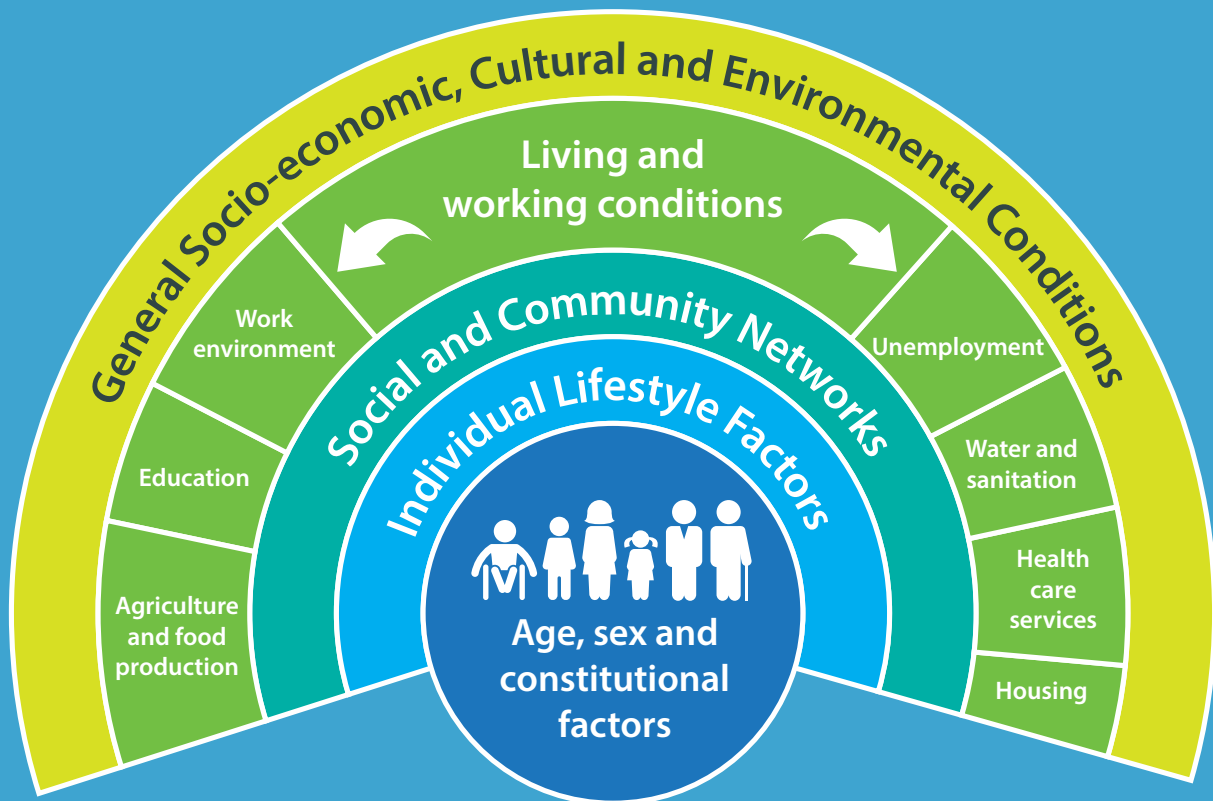 General Socio-economic, Cultural and Environmental Conditions
Living and
working conditions
Work
environment
Education
Agriculture
and food
production
Unemployment
Water and
sanitation
Health
care
services
Housing
Social and Community Networks
Individual Lifestyle Factors
Age, sex and
constitutional
factors